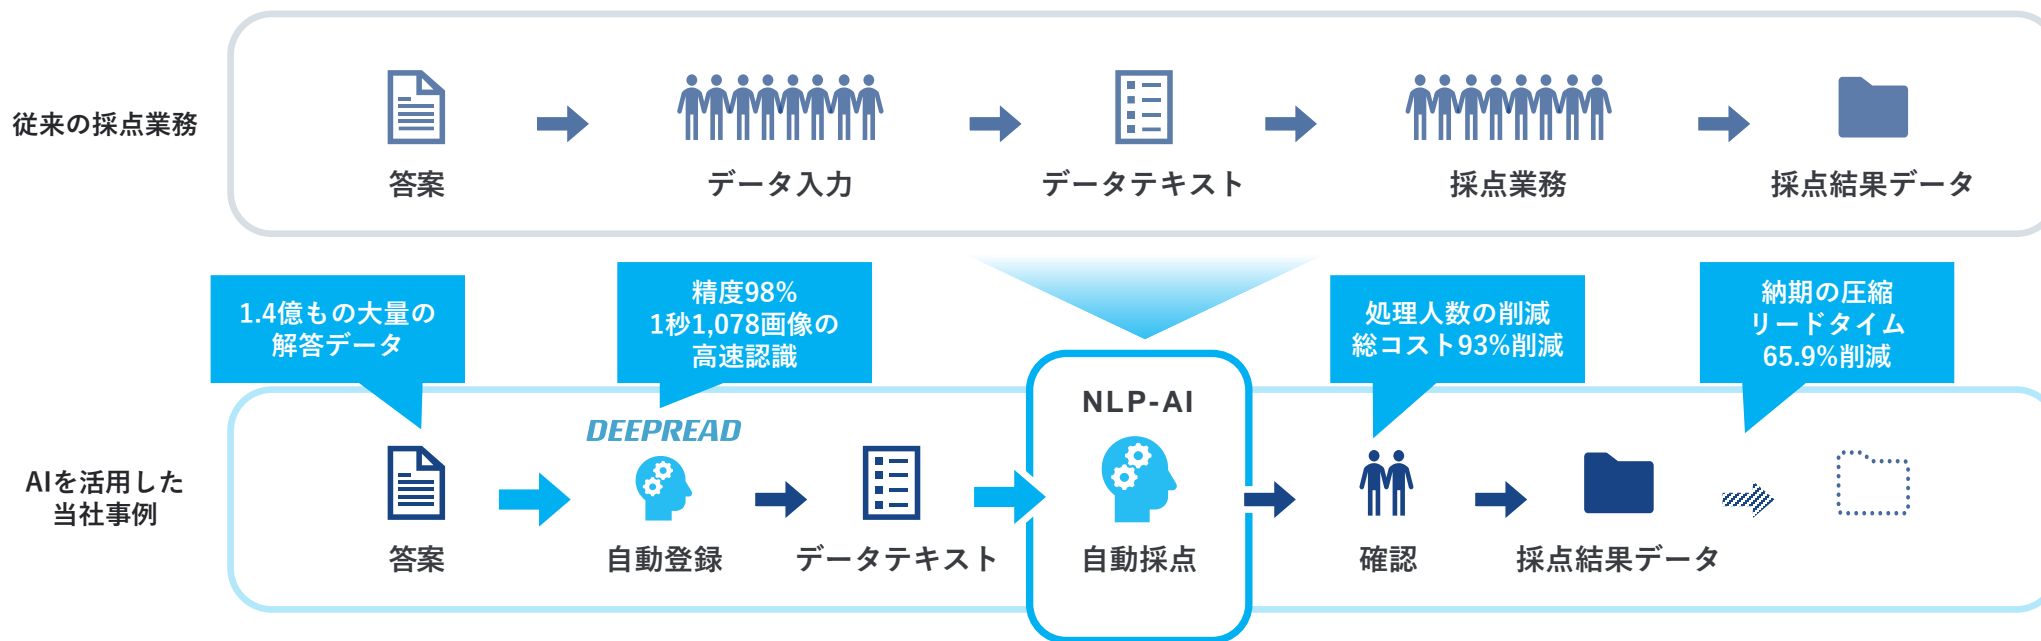 従来の採点業務
答案
データ入力
データテキスト
採点業務
採点結果データ
1.4億もの大量の
解答データ
精度98%
1秒1,078画像の
高速認識
処理人数の削減
総コスト93%削減
納期の圧縮
リードタイム
65.9%削減
AIを活用した
当社事例
答案
DEEPREAD
自動登録
データテキスト
NLP-AI
自動採点
確認
採点結果データ